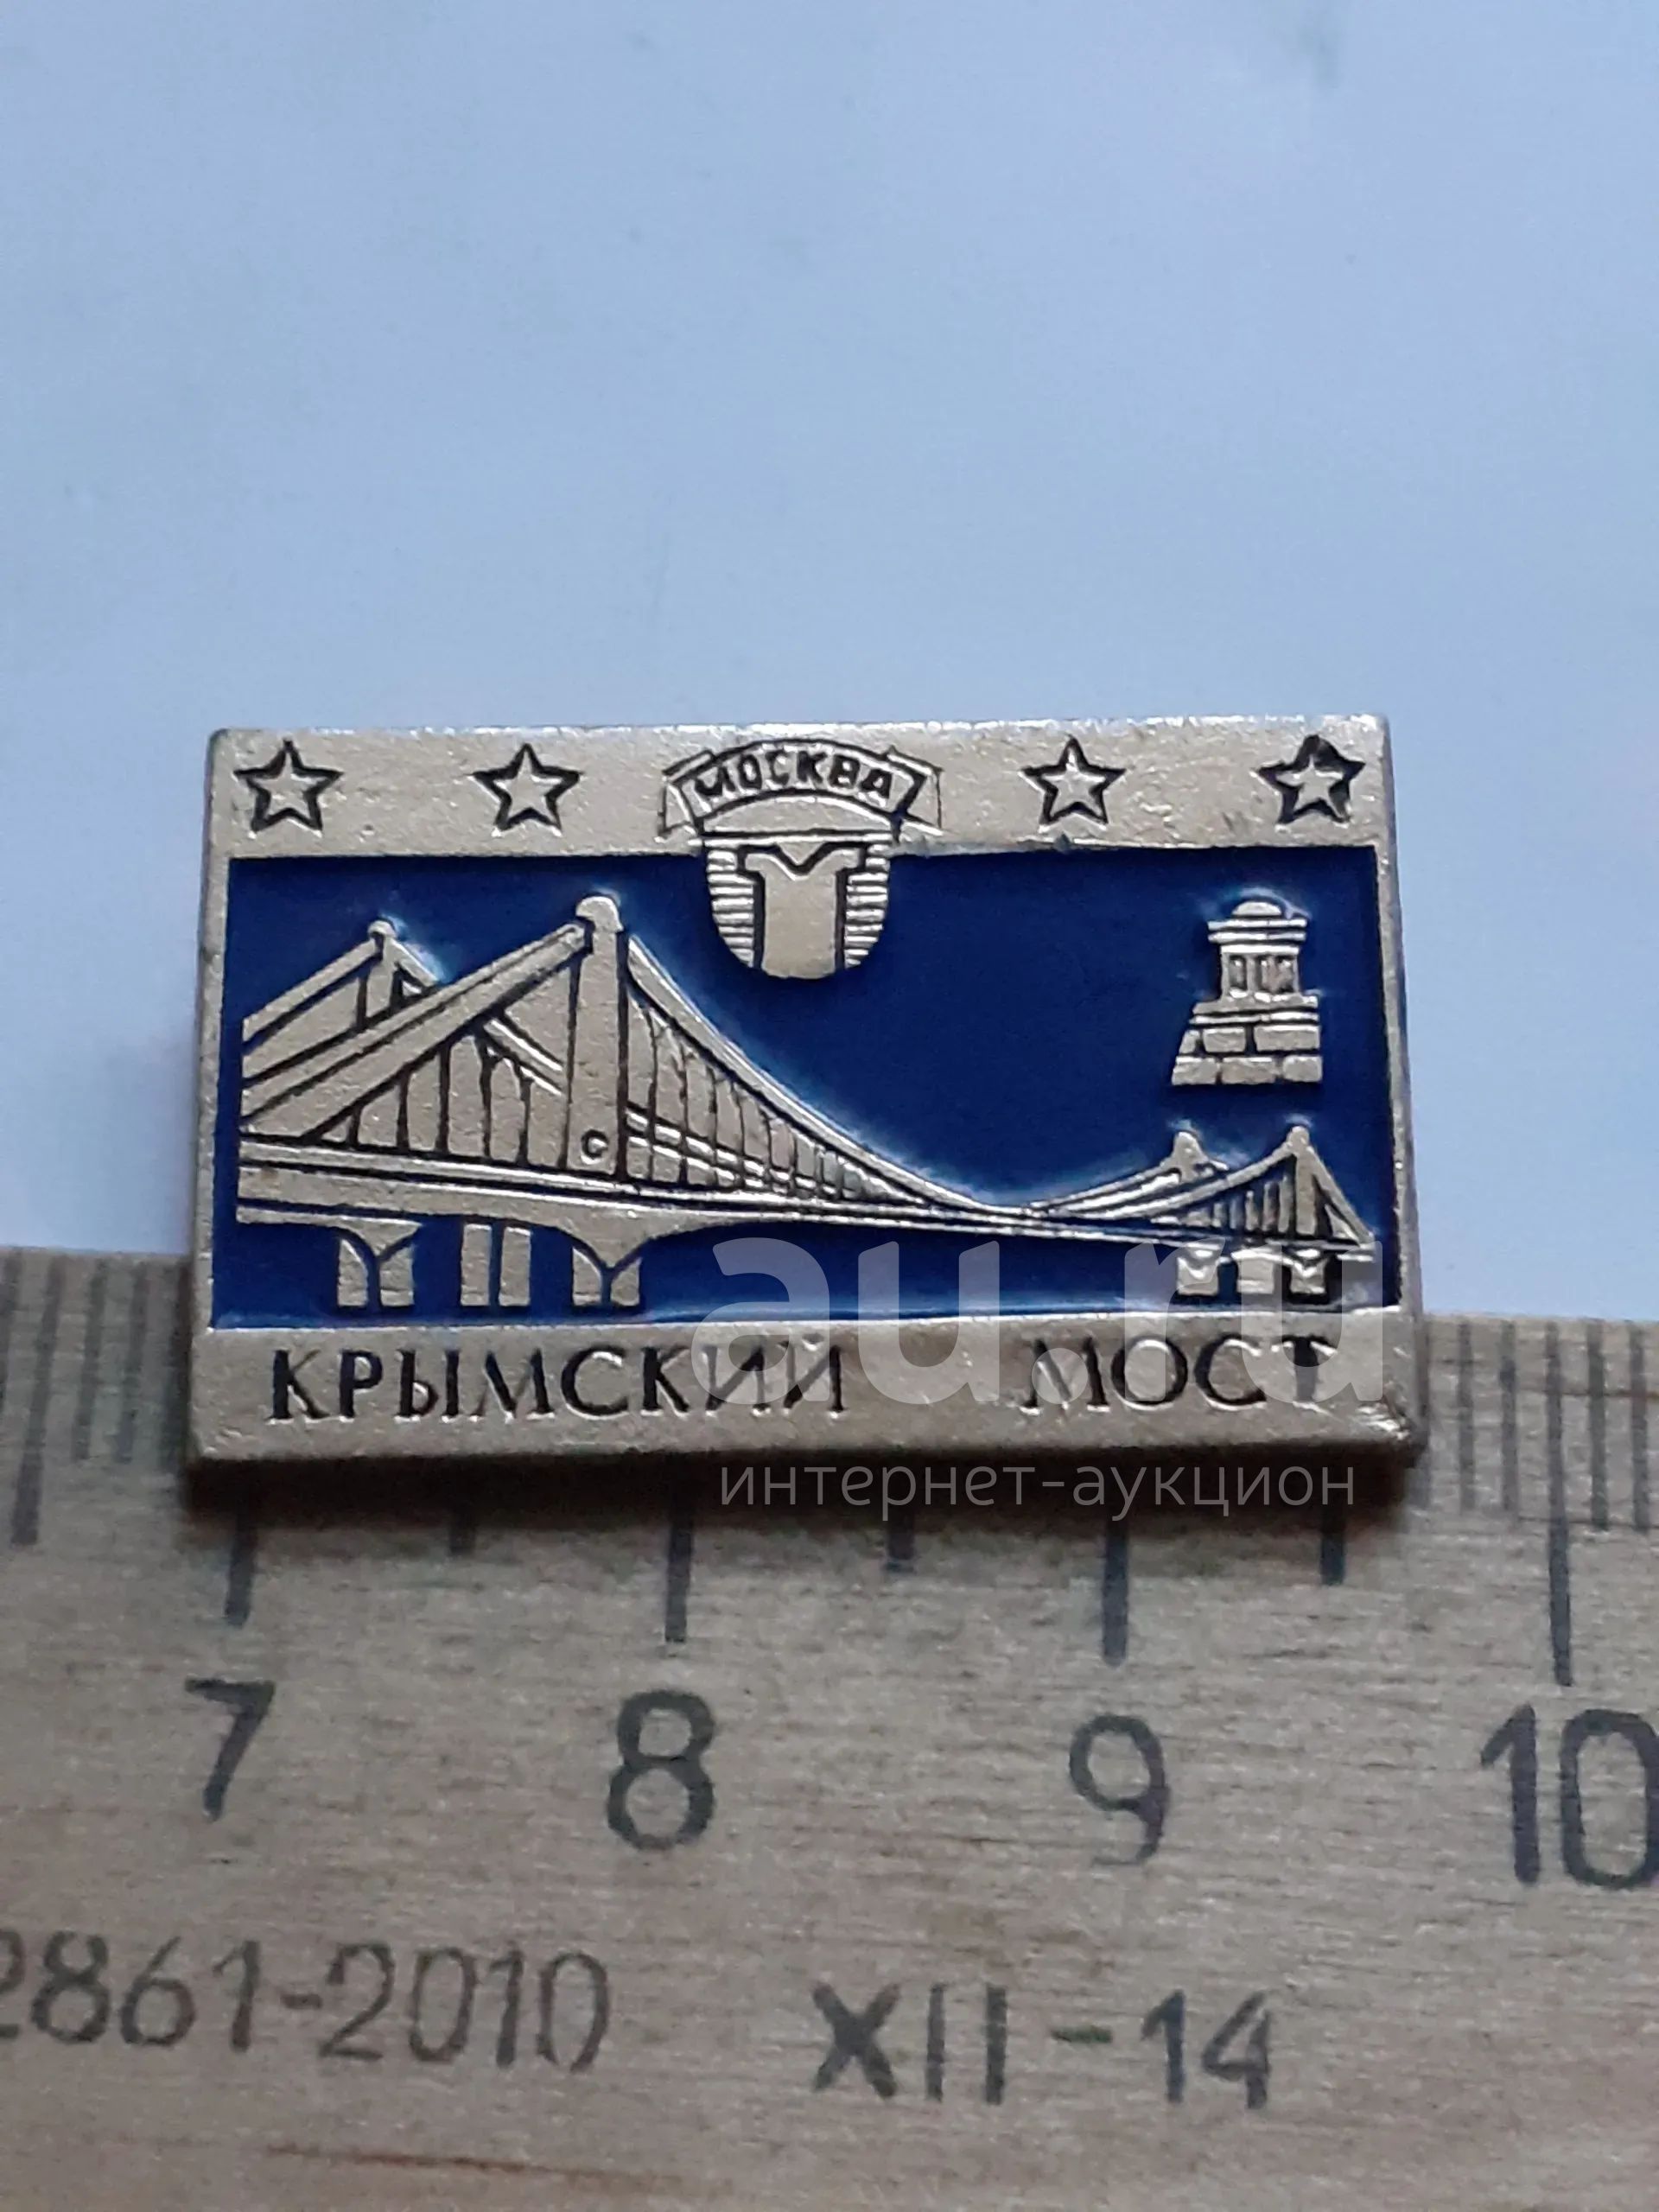 МОСКВА
С
КРЫМСКИЙ МОСТ
au.ru
интернет-аукцион
7 8 9 10
2861-2010 XII-14